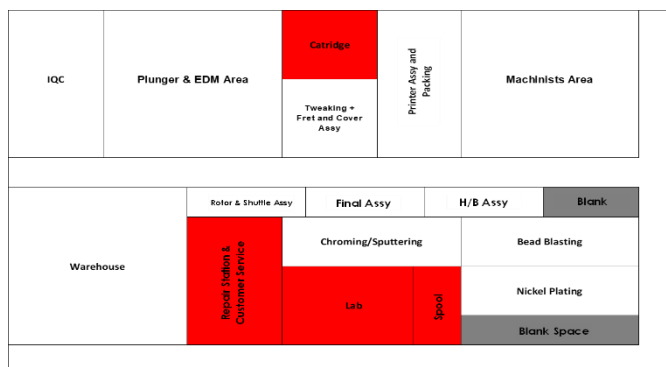 IQC
Plunger & EDM Area
Catridge
Tweaking +
Fret and Cover
Assy
Printer Assy and
Packing
Machinists Area
Warehouse
Rotor & Shuttle Assy
Final Assy
H/B Assy
Blank
Repair Station &
Customer Service
Chroming/Sputtering
Bead Blasting
Lab
Spool
Nickel Plating
Blank Space